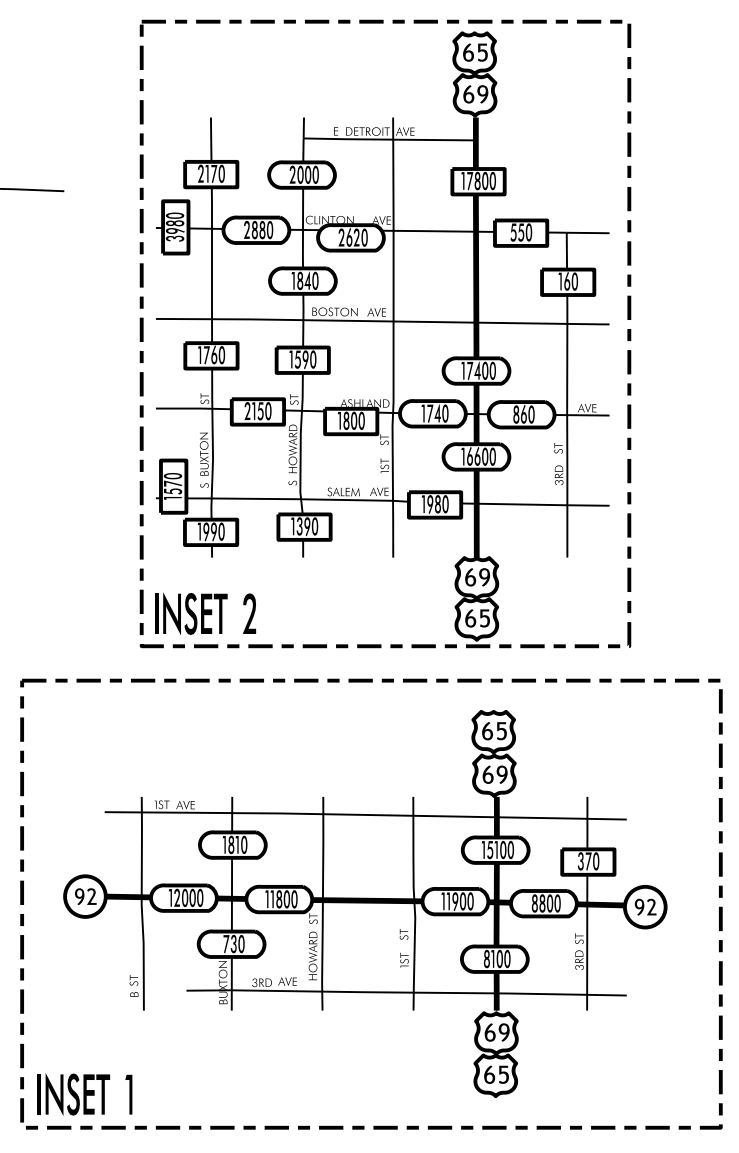 65
69
E DETROIT AVE
2170
2000
17800
3980
2880
CLINTON AVE
2620
550
1840
160
BOSTON AVE
1760
1590
17400
S BUXTON ST
2150
S HOWARD ST
ASHLAND AVE
1800
1740
860
1ST ST
16600
3RD ST
1570
SALEM AVE
1980
1990
1390
69
65
INSET 2
65
69
1ST AVE
1810
15100
370
92
12000
11800
11900
8800
92
730
HOWARD ST
1ST ST
8100
3RD ST
B ST
BUXTON
3RD AVE
69
65
INSET 1